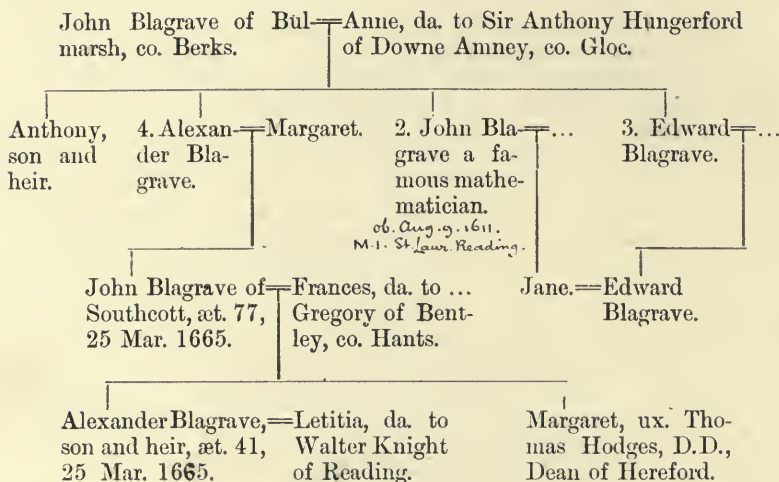 John Blagrave of Bul-
marsh, co. Berks.
Anne, da. to Sir Anthony Hungerford
of Downe Amney, co. Gloc.
Anthony,
son and
heir.
4. Alexan-
der Bla-
grave.
Margaret.
2. John Bla-
grave a fa-
mous mathe-
matician.
ob. Aug. 9. 1611.
M.I. St. Laur. Reading.
...
3. Edward
Blagrave.
...
John Blagrave of
Southcott, æt. 77,
25 Mar. 1665.
Frances, da. to ...
Gregory of Bent-
ley, co. Hants.
Jane.
Edward
Blagrave.
Alexander Blagrave,
son and heir, æt. 41,
25 Mar. 1665.
Letitia, da. to
Walter Knight
of Reading.
Margaret, ux. Tho-
mas Hodges, D.D.,
Dean of Hereford.